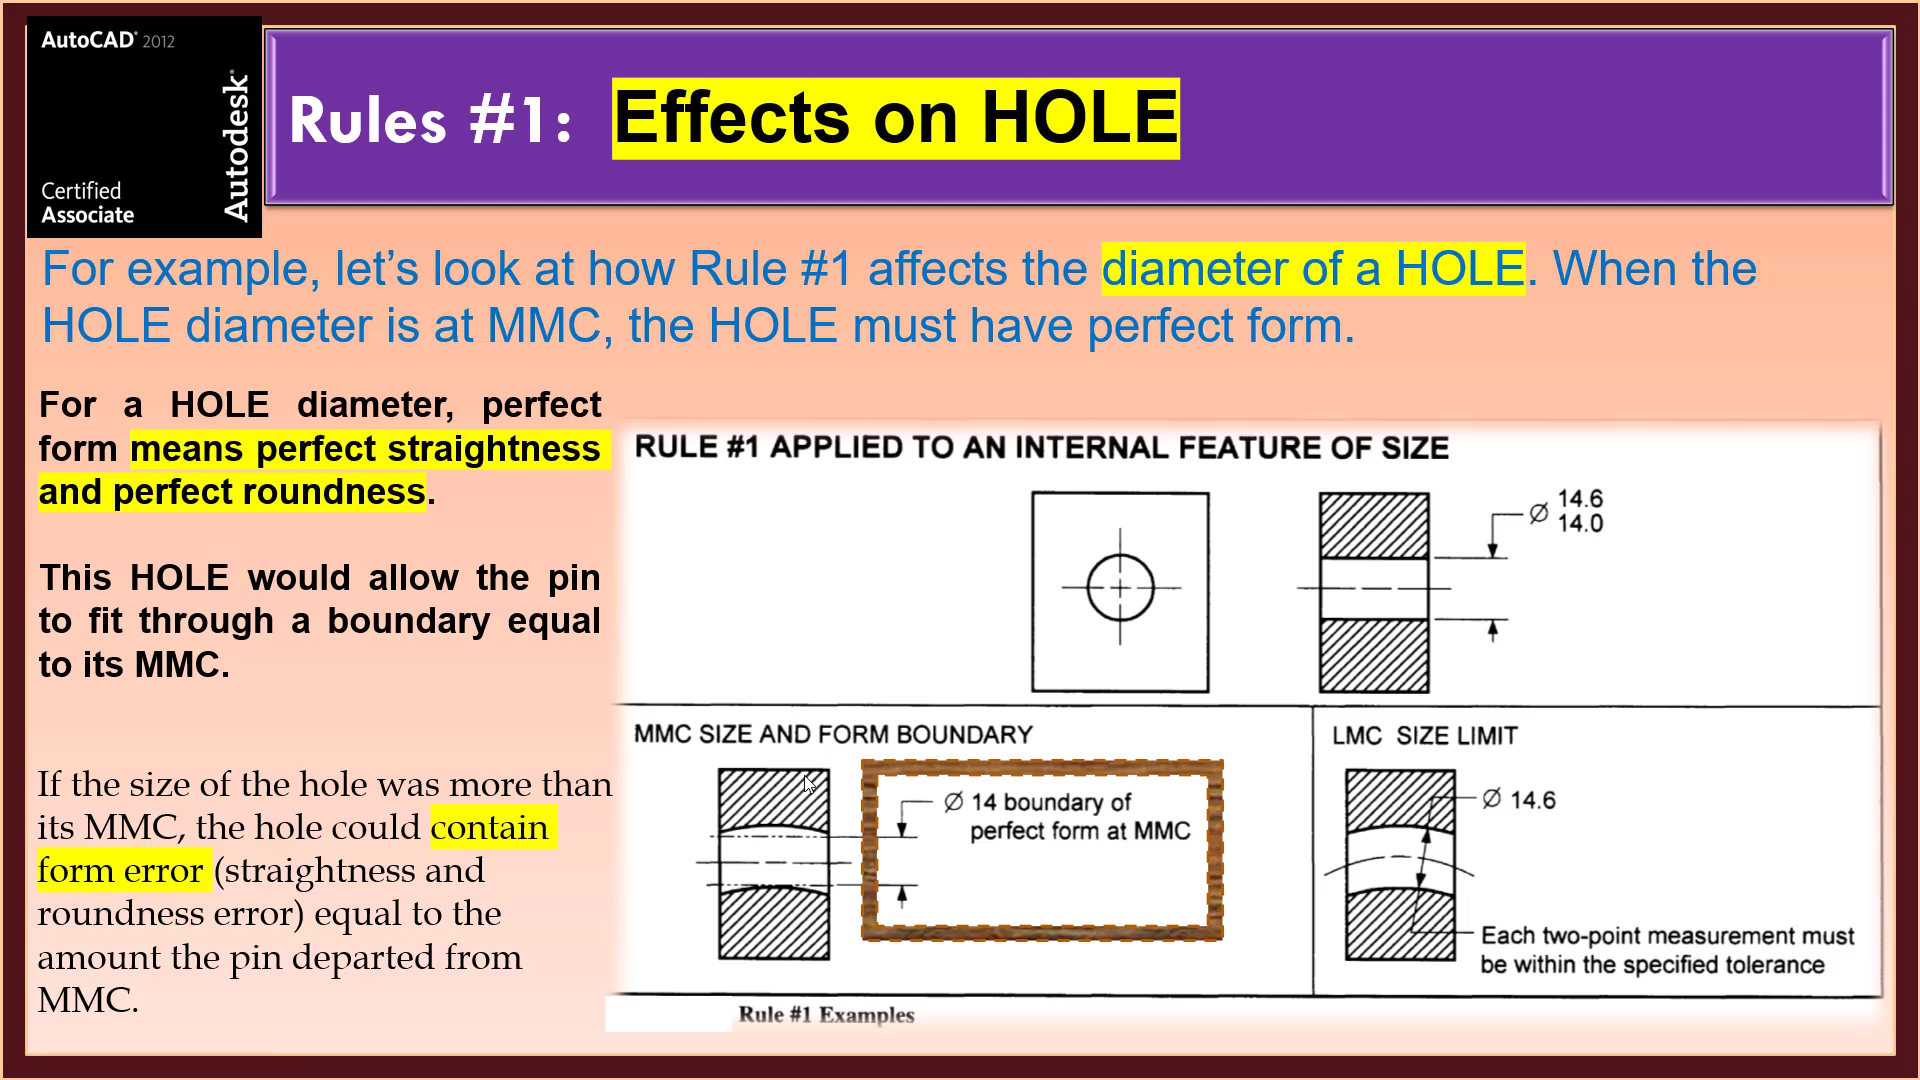 AutoCAD® 2012
Autodesk®
Certified
Associate
Rules #1: Effects on HOLE
For example, let’s look at how Rule #1 affects the diameter of a HOLE. When the
HOLE diameter is at MMC, the HOLE must have perfect form.
For a HOLE diameter, perfect
form means perfect straightness
and perfect roundness.
This HOLE would allow the pin
to fit through a boundary equal
to its MMC.
If the size of the hole was more than
its MMC, the hole could contain
form error (straightness and
roundness error) equal to the
amount the pin departed from
MMC.
RULE #1 APPLIED TO AN INTERNAL FEATURE OF SIZE
∅ 14.6
14.0
MMC SIZE AND FORM BOUNDARY
∅ 14 boundary of
perfect form at MMC
LMC SIZE LIMIT
∅ 14.6
Each two-point measurement must
be within the specified tolerance
Rule #1 Examples